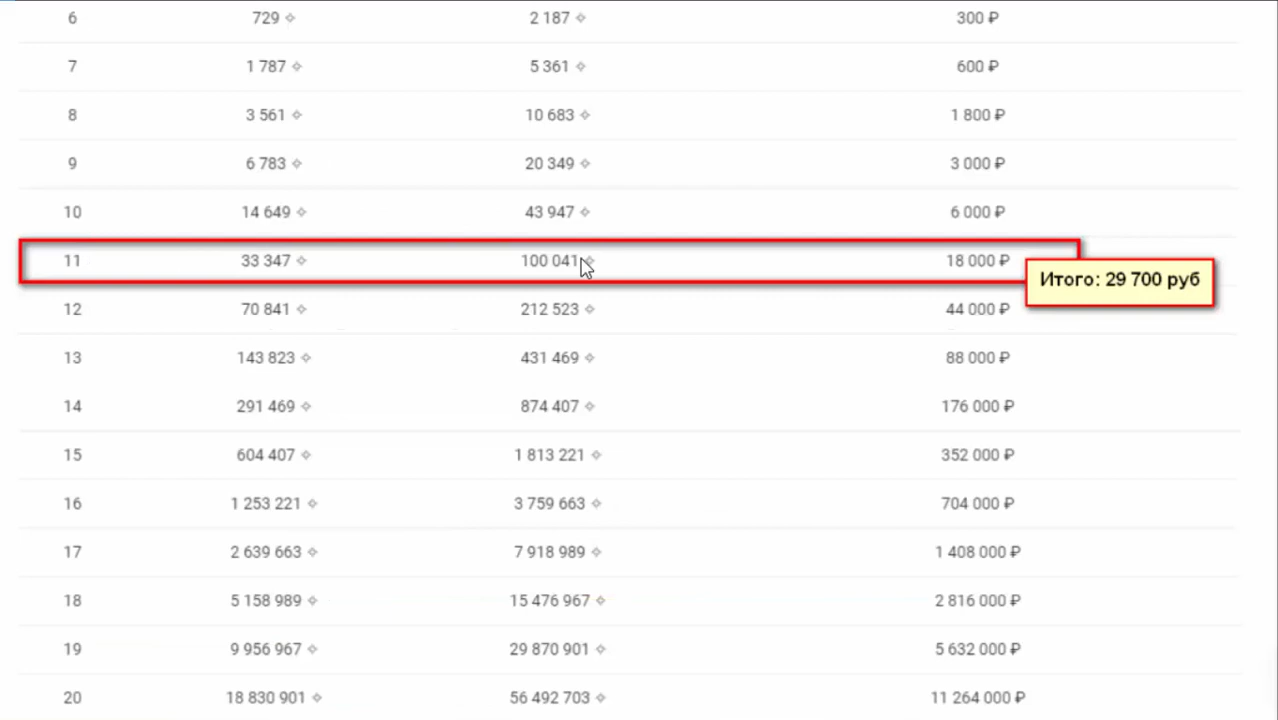 6 729 2 187 300 ₽
7 1 787 5 361 600 ₽
8 3 561 10 683 1 800 ₽
9 6 783 20 349 3 000 ₽
10 14 649 43 947 6 000 ₽
11 33 347 100 041 18 000 ₽
Итого: 29 700 руб
12 70 841 212 523 44 000 ₽
13 143 823 431 469 88 000 ₽
14 291 469 874 407 176 000 ₽
15 604 407 1 813 221 352 000 ₽
16 1 253 221 3 759 663 704 000 ₽
17 2 639 663 7 918 989 1 408 000 ₽
18 5 158 989 15 476 967 2 816 000 ₽
19 9 956 967 29 870 901 5 632 000 ₽
20 18 830 901 56 492 703 11 264 000 ₽